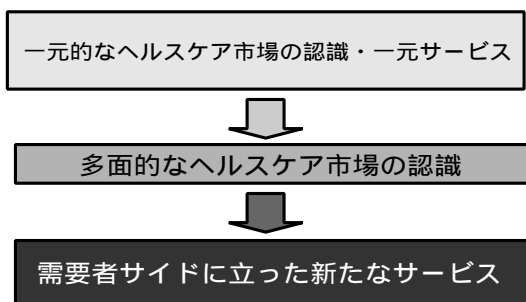 一元的なヘルスケア市場の認識・一元サービス
多面的なヘルスケア市場の認識
需要者サイドに立った新たなサービス